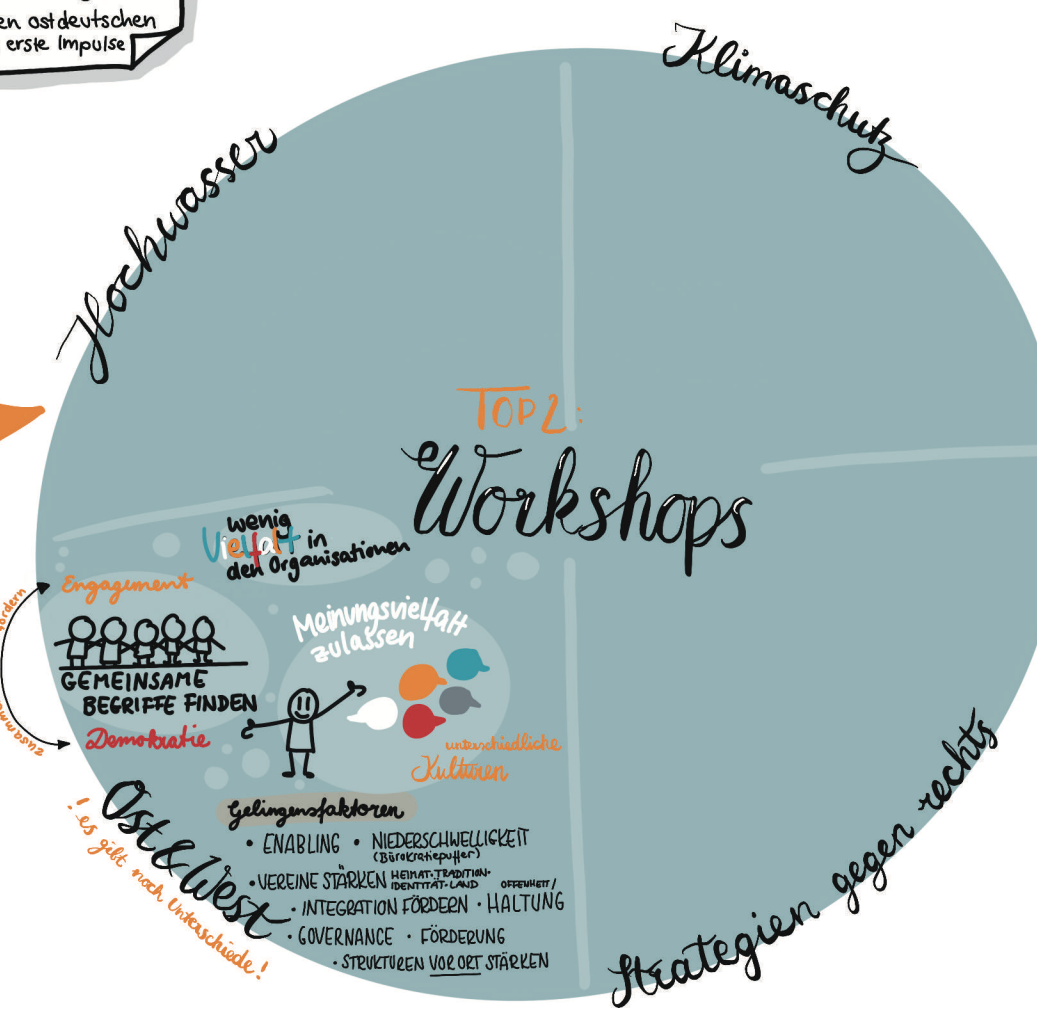 en ostdeutschen
erste Impulse
Klimaschutz
Hochwasser
TOP 2:
Workshops
wenig
Vielfalt in
den Organisationen
Engagement
fördern
GEMEINSAME
BEGRIFFE FINDEN
Demokratie
Meinungsvielfalt
zulassen
unterschiedliche
Kulturen
Gelingensfaktoren
• ENABLING • NIEDERSCHWELLIGKEIT
(Bürokratiepuffer)
• VEREINE STÄRKEN HEIMAT・TRADITION・
IDENTITÄT・LAND OFFENHEIT/
• INTEGRATION FÖRDERN • HALTUNG
• GOVERNANCE • FÖRDERUNG
• STRUKTUREN VOR ORT STÄRKEN
Ost & West
! es gibt noch Unterschiede!
Strategien gegen rechts